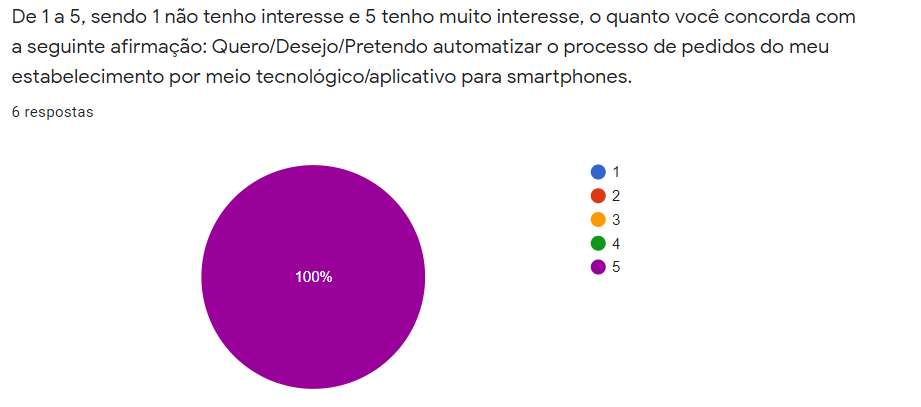 De 1 a 5, sendo 1 não tenho interesse e 5 tenho muito interesse, o quanto você concorda com
a seguinte afirmação: Quero/Desejo/Pretendo automatizar o processo de pedidos do meu
estabelecimento por meio tecnológico/aplicativo para smartphones.
6 respostas
100%
1
2
3
4
5